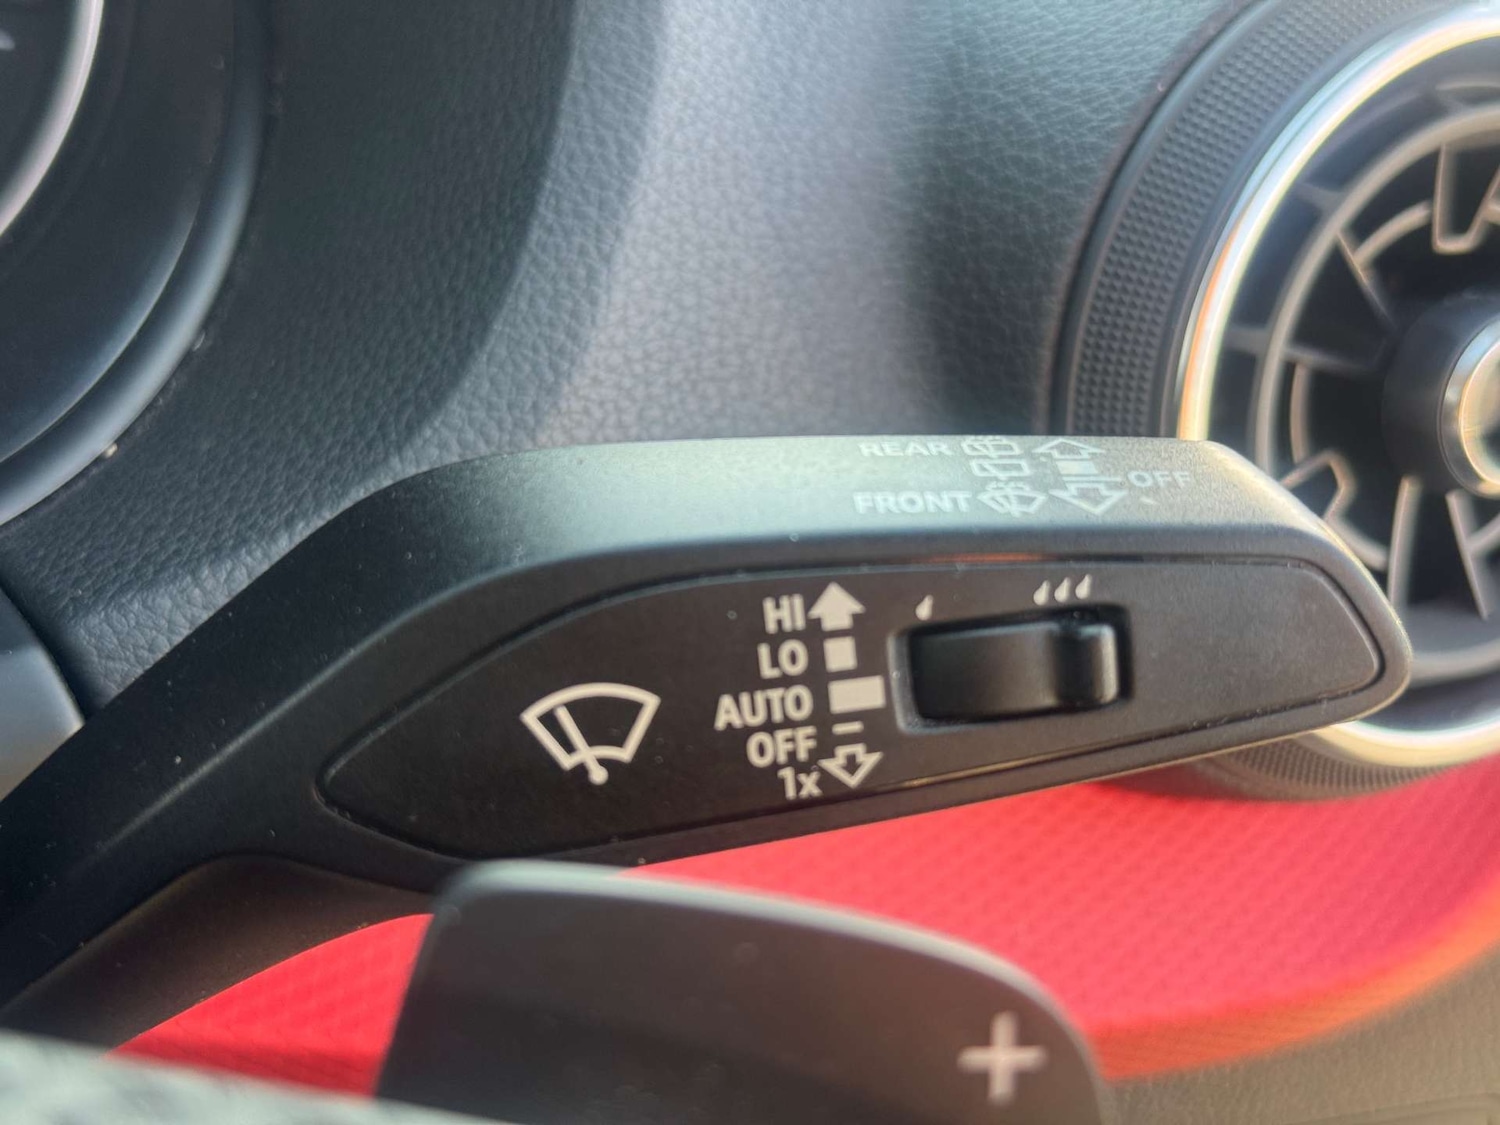 REAR
OFF
FRONT
HI
LO
AUTO
OFF
1x
+